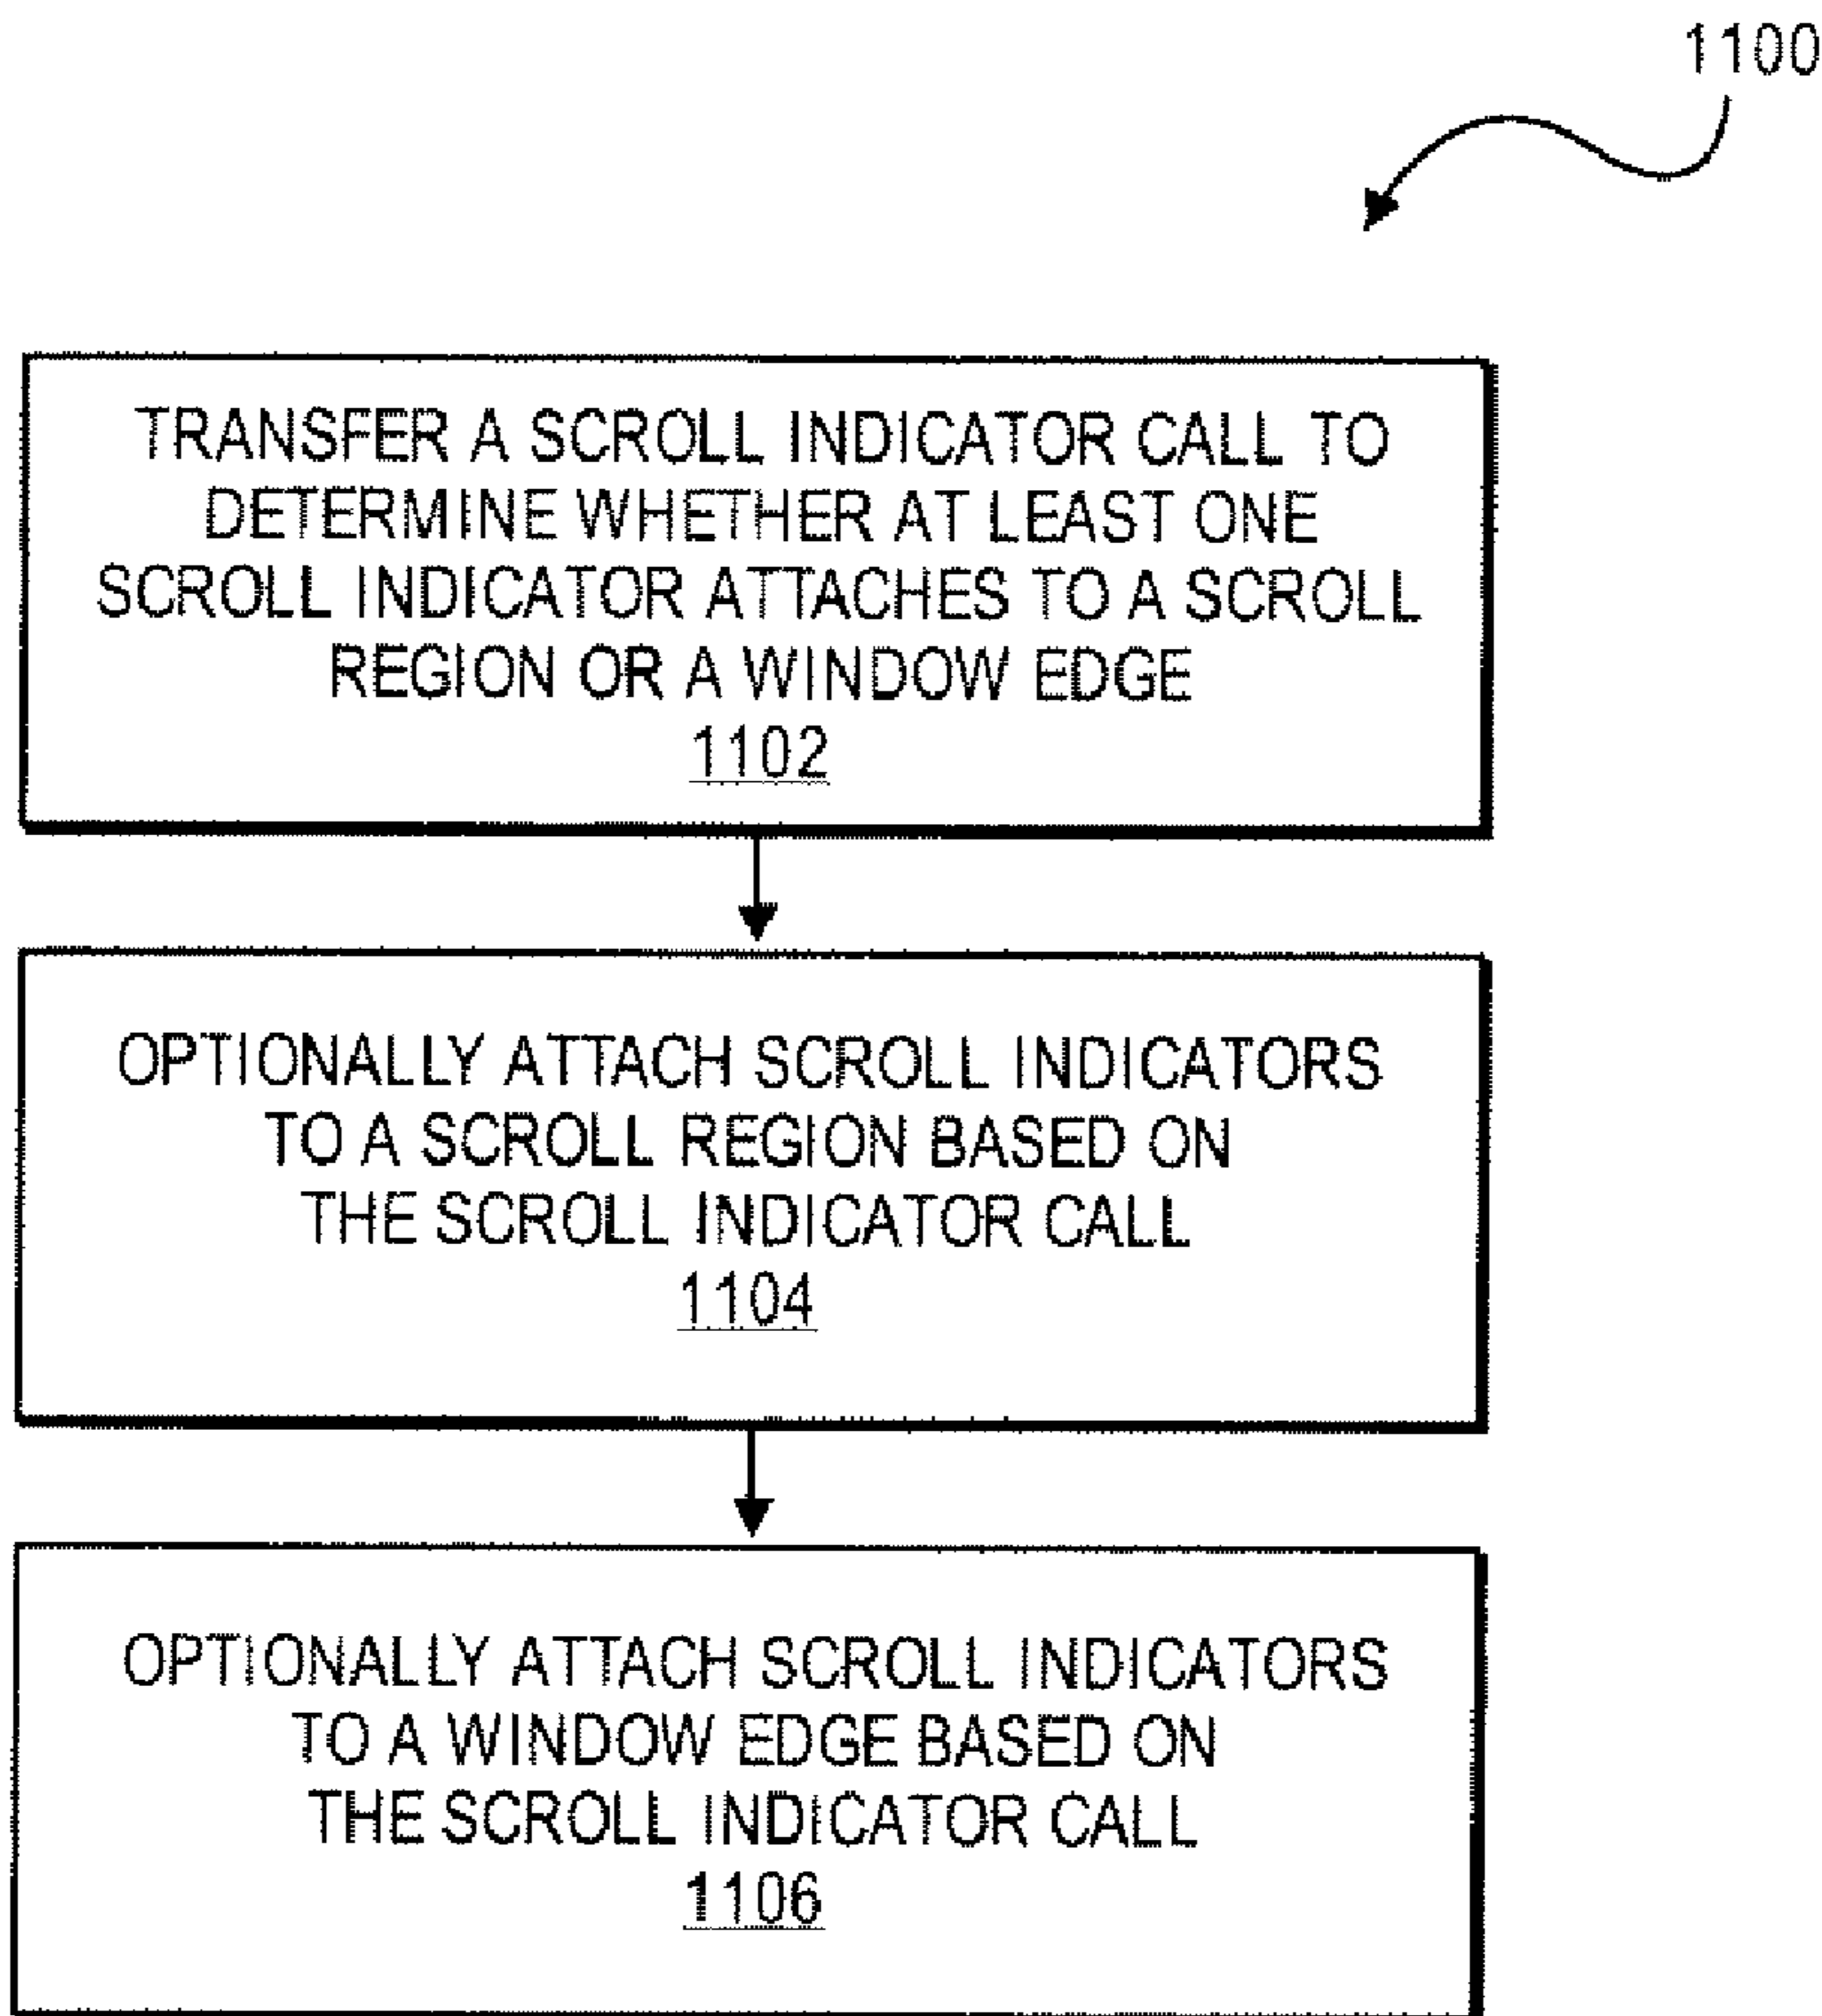 1100
TRANSFER A SCROLL INDICATOR CALL TO
DETERMINE WHETHER AT LEAST ONE
SCROLL INDICATOR ATTACHES TO A SCROLL
REGION OR A WINDOW EDGE
1102
OPTIONALLY ATTACH SCROLL INDICATORS
TO A SCROLL REGION BASED ON
THE SCROLL INDICATOR CALL
1104
OPTIONALLY ATTACH SCROLL INDICATORS
TO A WINDOW EDGE BASED ON
THE SCROLL INDICATOR CALL
1106